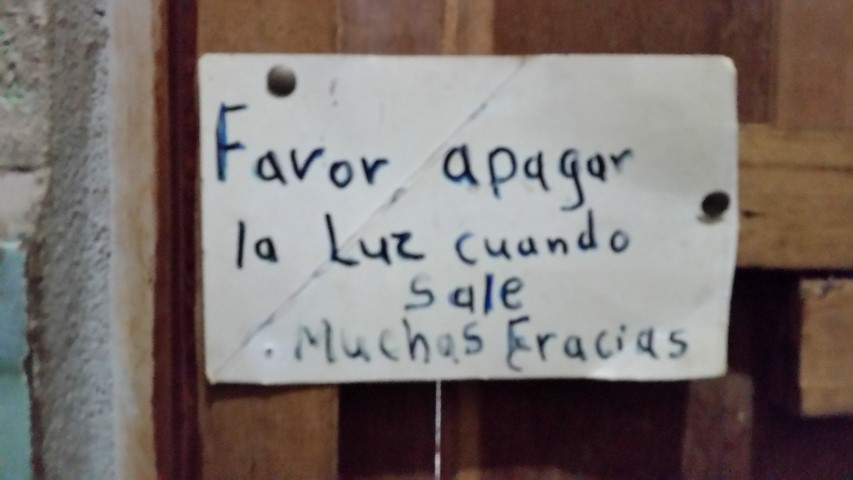 Favor apagar
la Luz cuando
sale
. Muchas Gracias